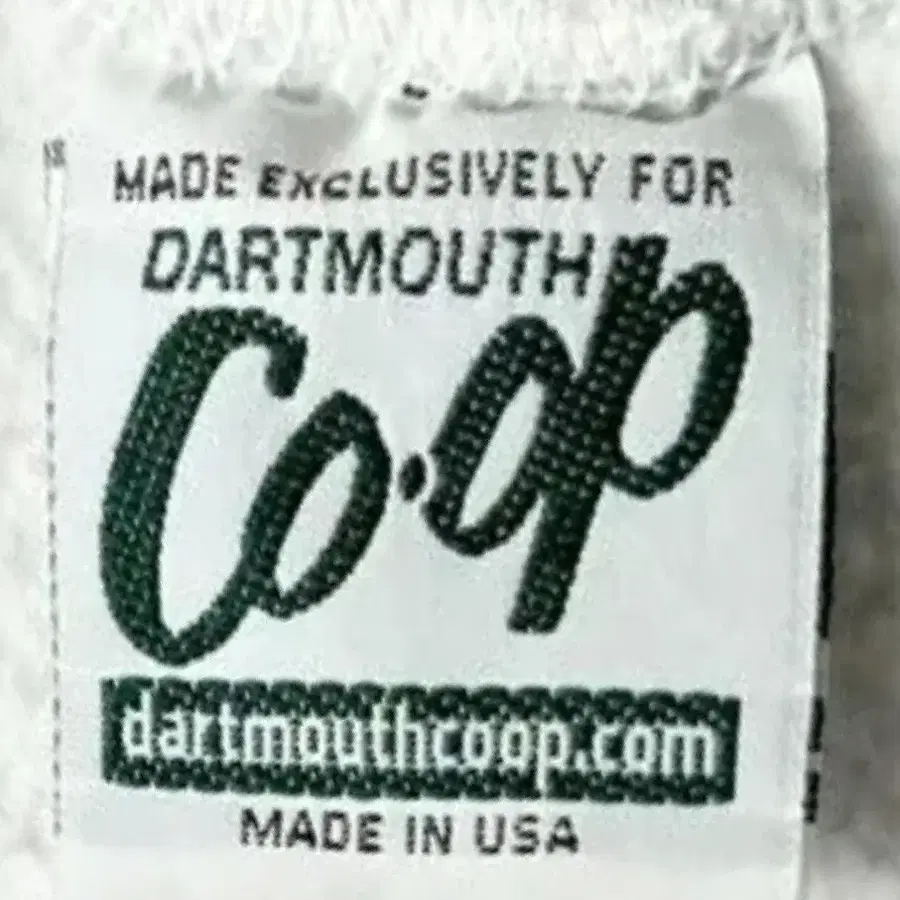 MADE EXCLUSIVELY FOR
DARTMOUTH
Co·op
dartmouthcoop.com
MADE IN USA